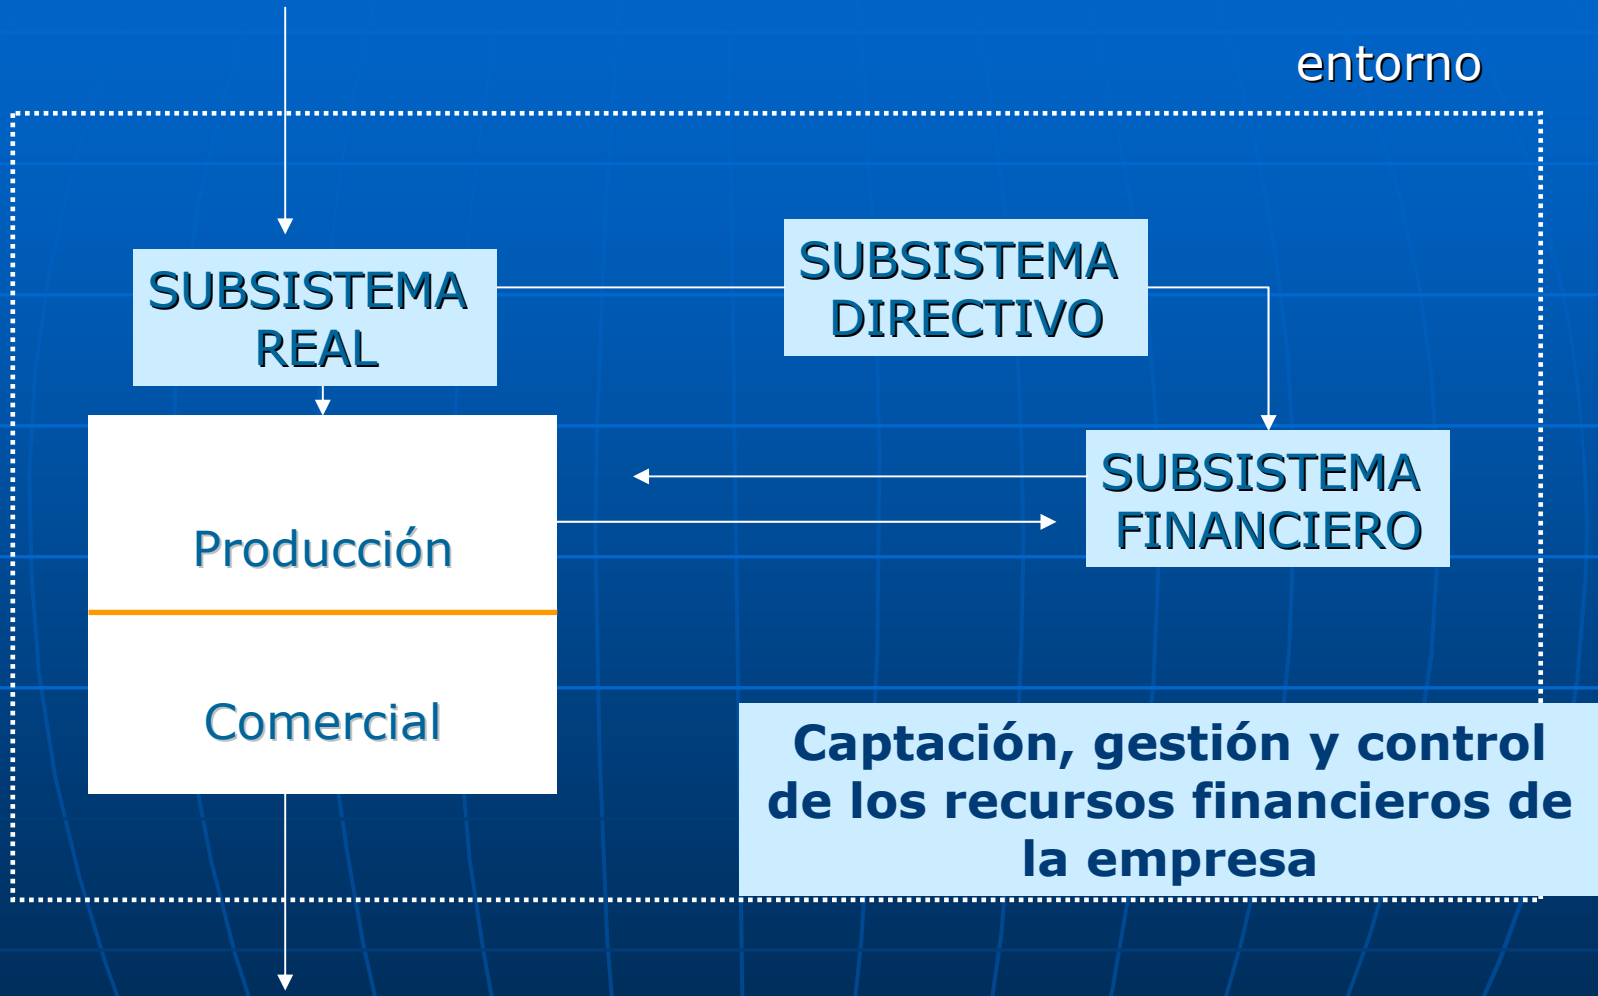 entorno
SUBSISTEMA
REAL
SUBSISTEMA
DIRECTIVO
SUBSISTEMA
FINANCIERO
Producción
Comercial
Captación, gestión y control
de los recursos financieros de
la empresa